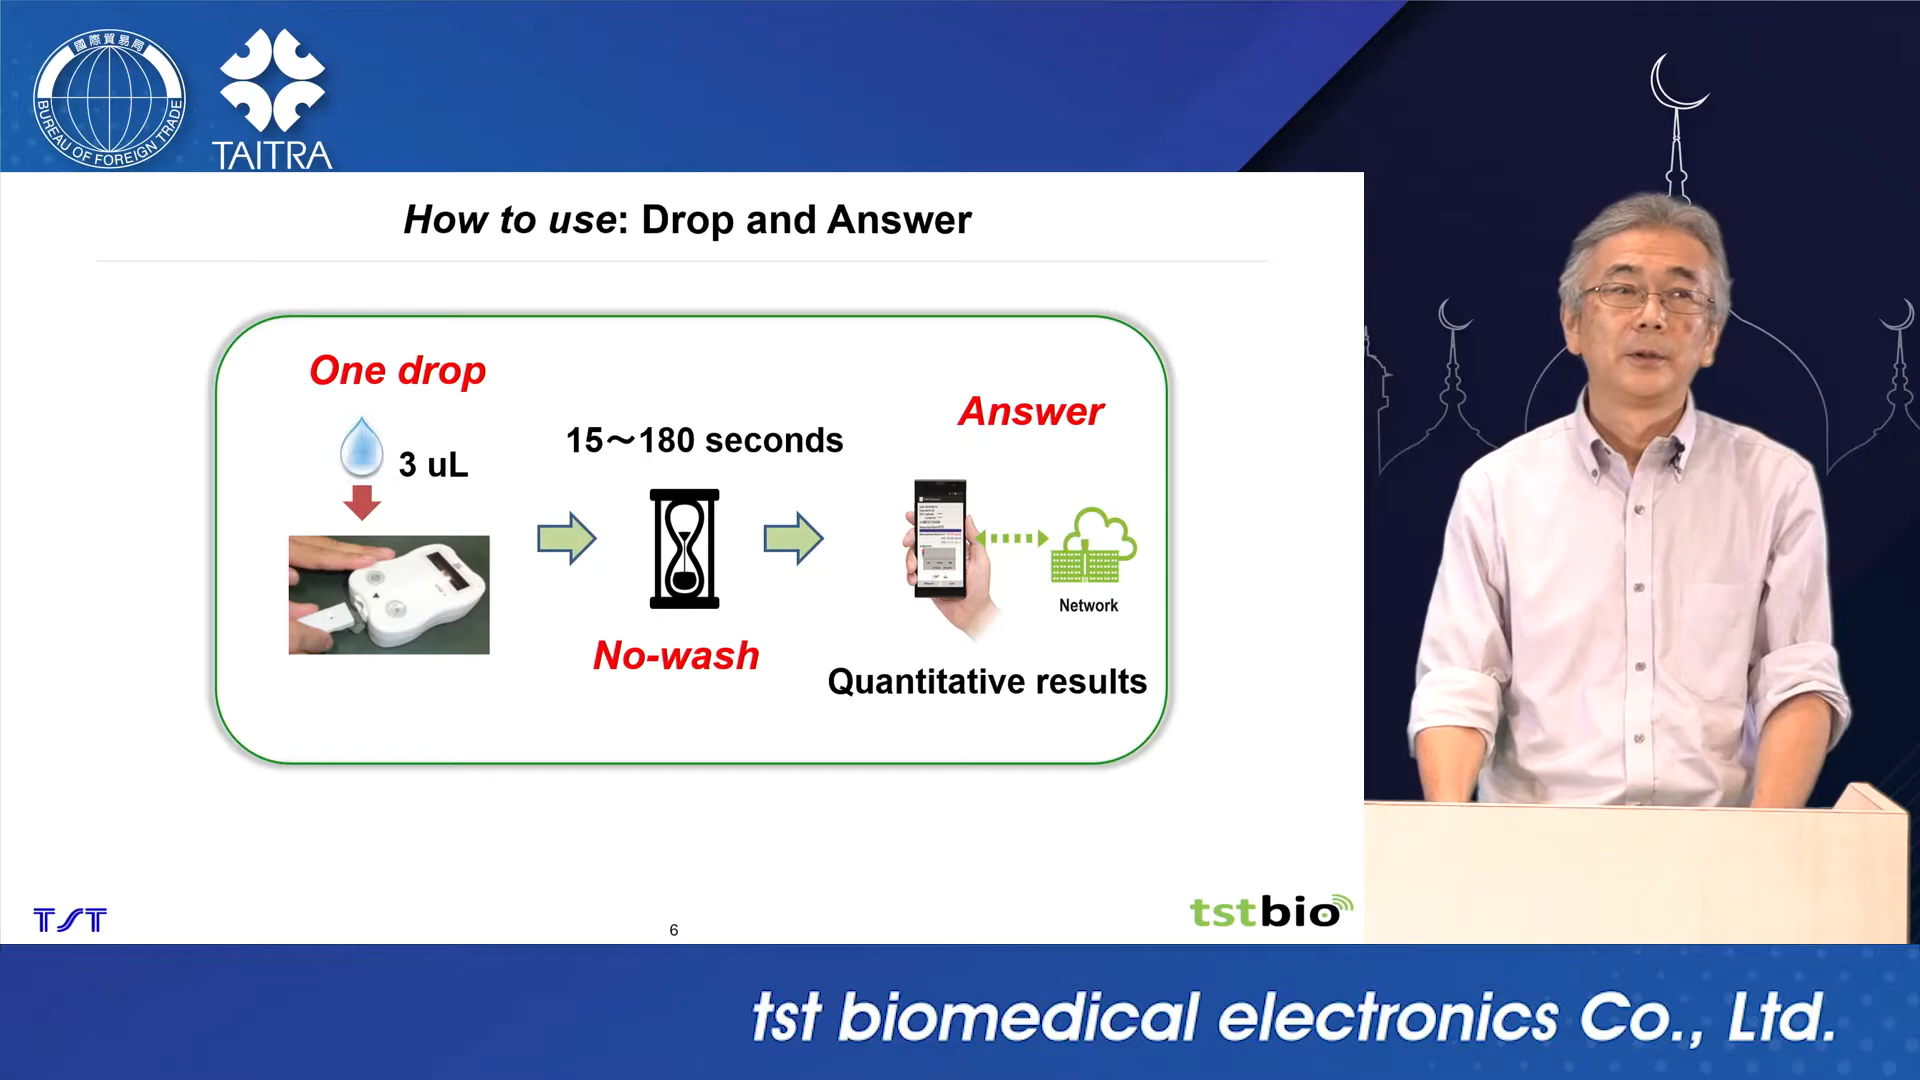 國際貿易局
BUREAU OF FOREIGN TRADE
TAITRA
How to use: Drop and Answer
One drop
3 uL
15～180 seconds
No-wash
Answer
Network
Quantitative results
TST
6
tstbio
tst biomedical electronics Co., Ltd.